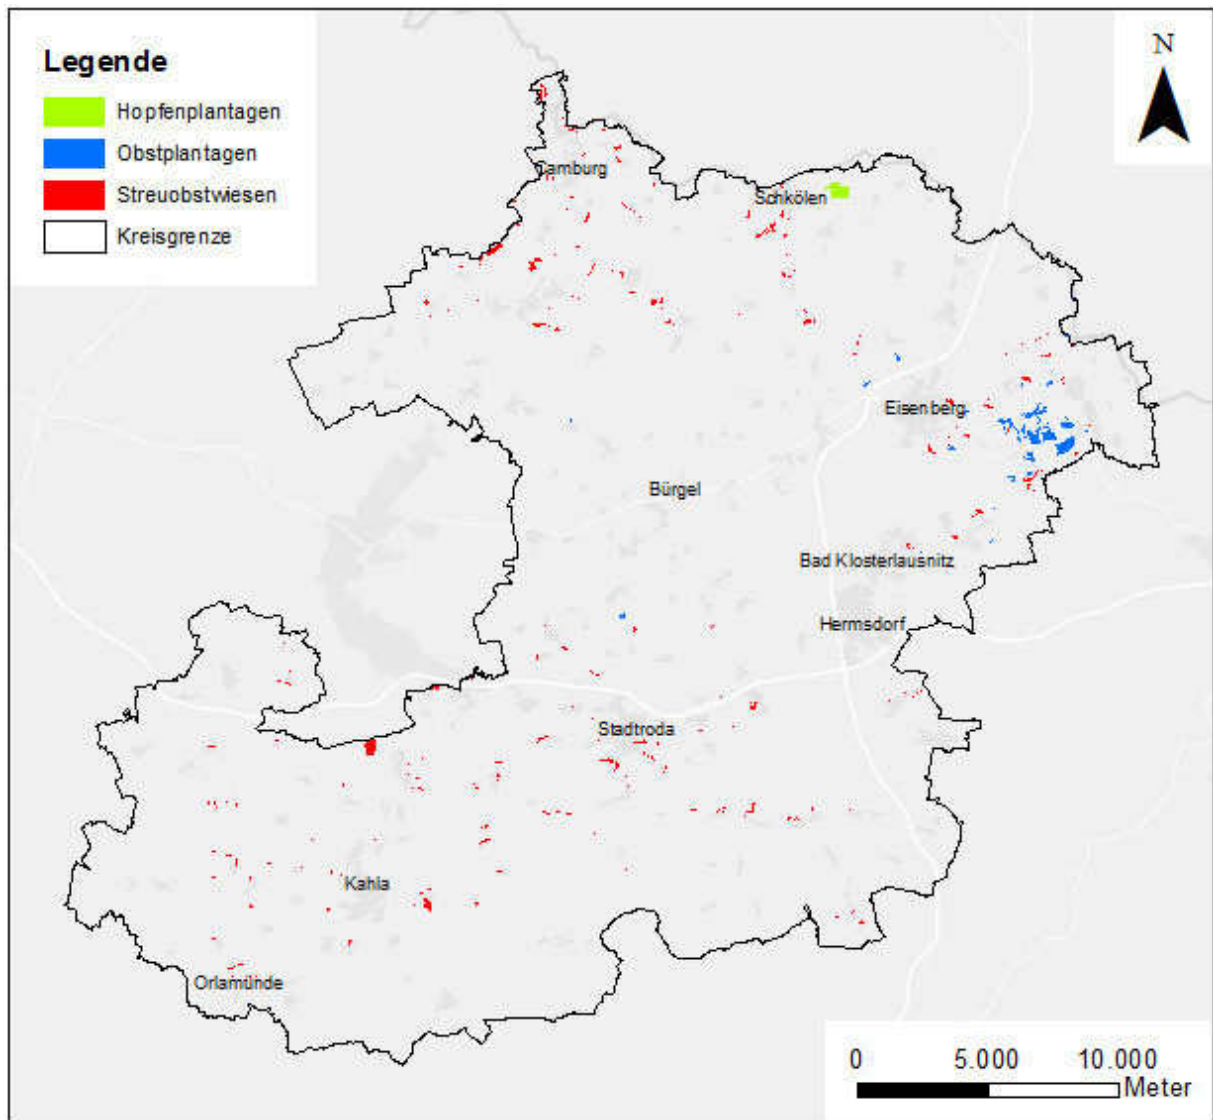 Legende
Hopfenplantagen
Obstplantagen
Streuobstwiesen
Kreisgrenze
N
Camburg
Schkölen
Eisenberg
Bürgel
Bad Klosterlausnitz
Hermsdorf
Stadtroda
Kahla
Orlamünde
0 5.000 10.000
Meter